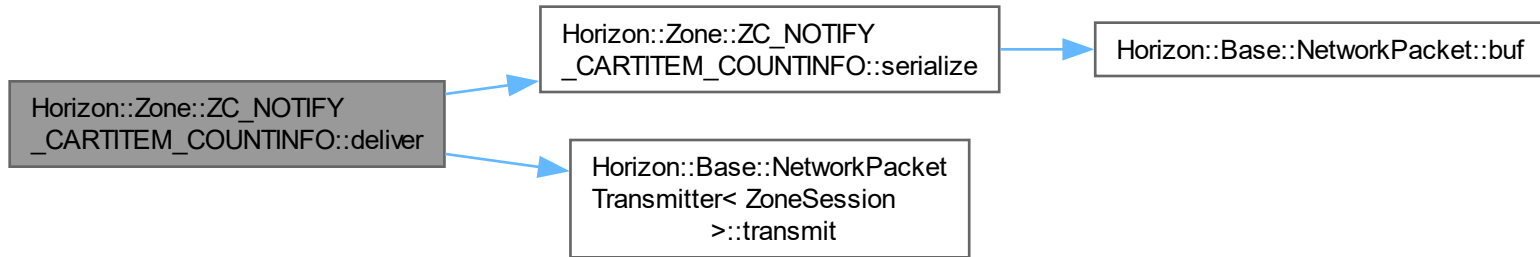 Horizon::Zone::ZC_NOTIFY
_CARTITEM_COUNTINFO::deliver
Horizon::Zone::ZC_NOTIFY
_CARTITEM_COUNTINFO::serialize
Horizon::Base::NetworkPacket::buf
Horizon::Base::NetworkPacket
Transmitter< ZoneSession
>::transmit